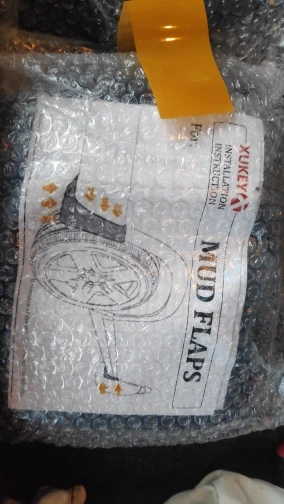 XUKEY
INSTALLATION
INSTRUCTION
For:
MUD FLAPS